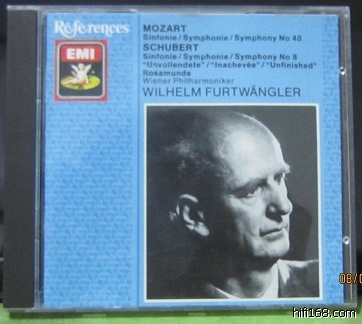 Références
EMI
MOZART
Sinfonie/Symphonie/Symphony No 40
SCHUBERT
Sinfonie/Symphonie/Symphony No 8
"Unvollendete"/"Inachevée"/"Unfinished"
Rosamunde
Wiener Philharmoniker
WILHELM FURTWÄNGLER
hifi168.com